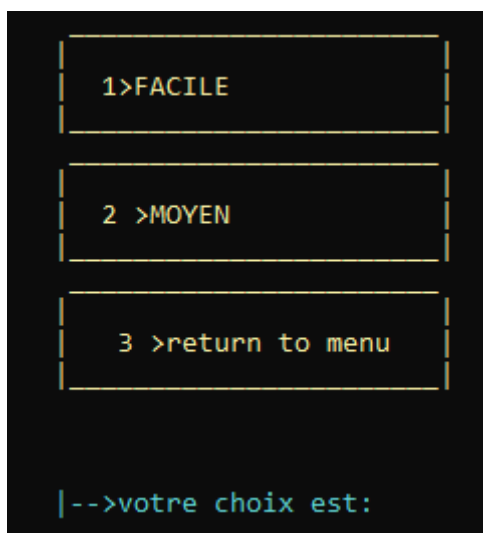 1>FACILE
2 >MOYEN
3 >return to menu
|-->votre choix est: